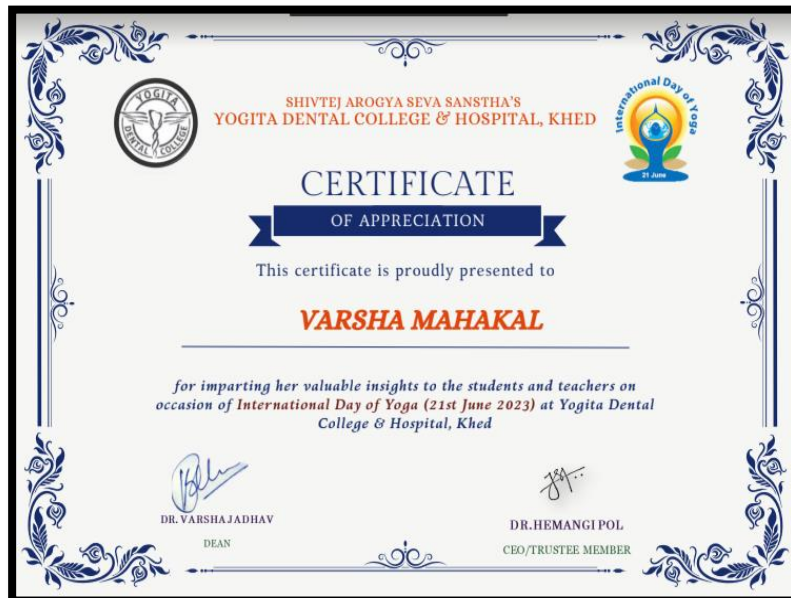 SHIVTEJ AROGYA SEVA SANSTHA'S
YOGITA DENTAL COLLEGE & HOSPITAL, KHED
YOGITA
DENTAL COLLEGE
International Day of Yoga
21 June
CERTIFICATE
OF APPRECIATION
This certificate is proudly presented to
VARSHA MAHAKAL
for imparting her valuable insights to the students and teachers on
occasion of International Day of Yoga (21st June 2023) at Yogita Dental
College & Hospital, Khed
DR. VARSHA JADHAV
DEAN
DR.HEMANGI POL
CEO/TRUSTEE MEMBER